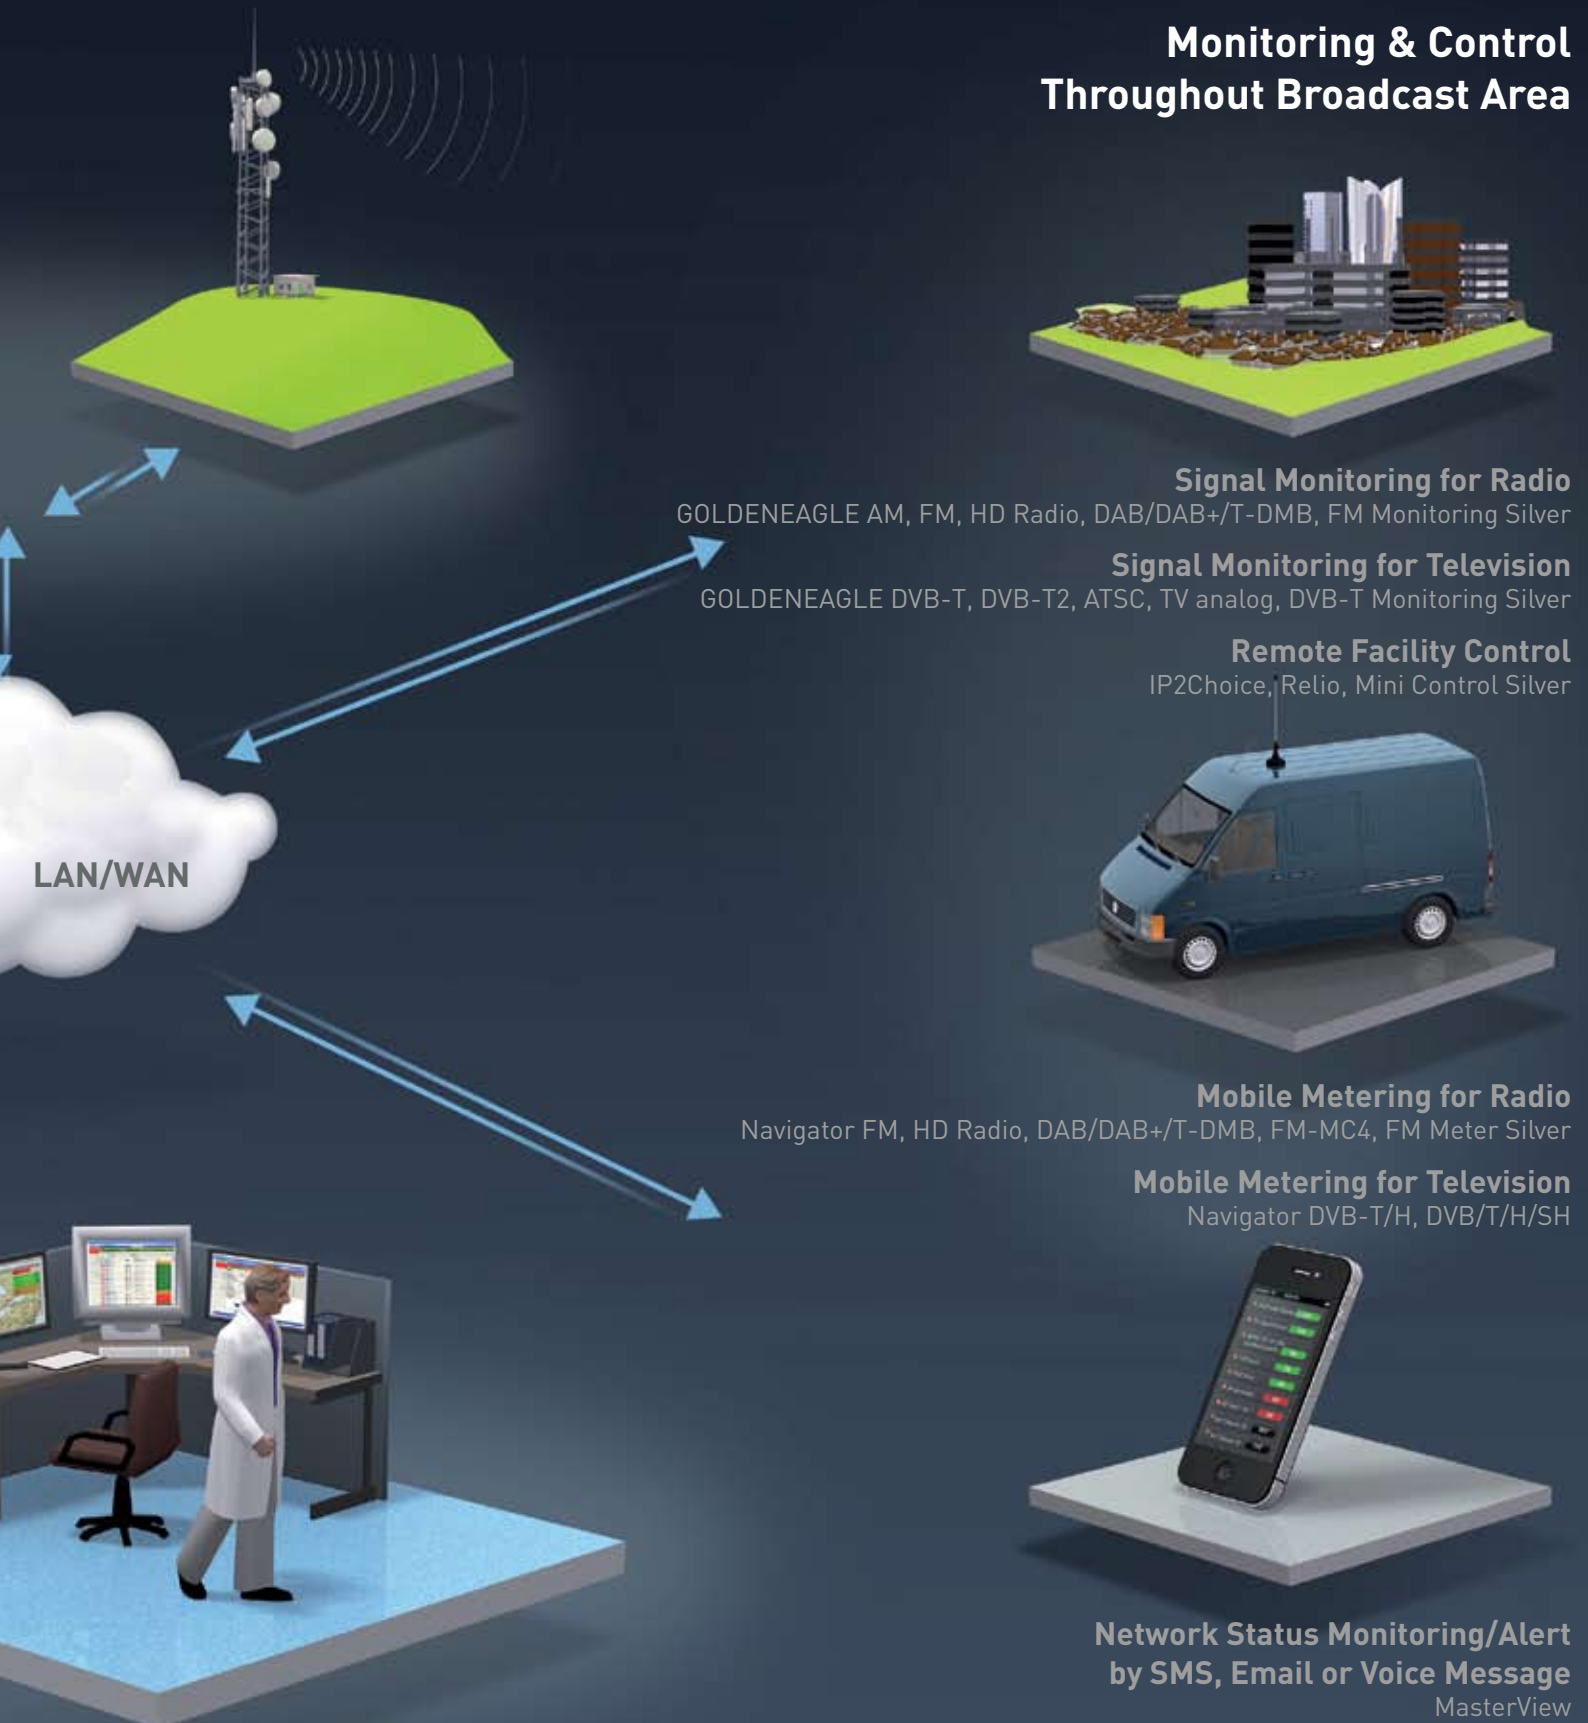 Monitoring & Control
Throughout Broadcast Area
Signal Monitoring for Radio
GOLDENEAGLE AM, FM, HD Radio, DAB/DAB+/T-DMB, FM Monitoring Silver
Signal Monitoring for Television
GOLDENEAGLE DVB-T, DVB-T2, ATSC, TV analog, DVB-T Monitoring Silver
Remote Facility Control
IP2Choice, Relio, Mini Control Silver
LAN/WAN
Mobile Metering for Radio
Navigator FM, HD Radio, DAB/DAB+/T-DMB, FM-MC4, FM Meter Silver
Mobile Metering for Television
Navigator DVB-T/H, DVB/T/H/SH
Network Status Monitoring/Alert
by SMS, Email or Voice Message
MasterView